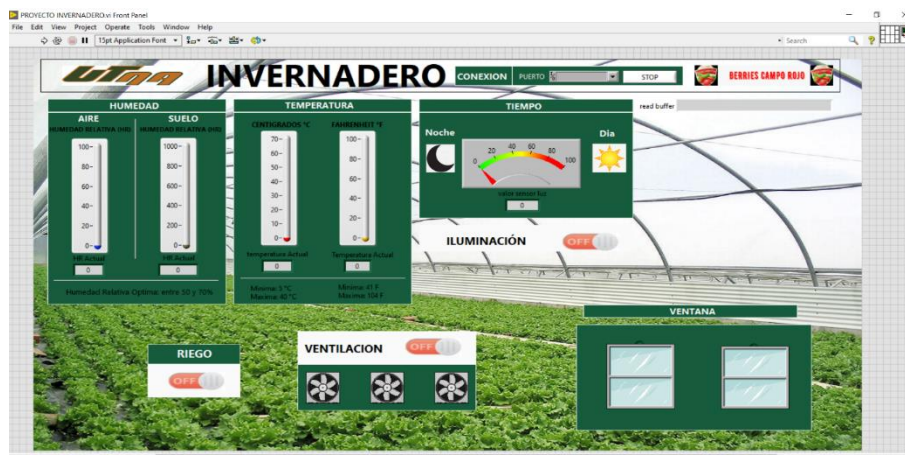 PROYECTO INVERNADERO.vi Front Panel
File Edit View Project Operate Tools Window Help
15pt Application Font
Search
UTNA
INVERNADERO
CONEXION
PUERTO
STOP
BERRIES CAMPO ROJO
read buffer
HUMEDAD
AIRE
SUELO
HUMEDAD RELATIVA (HR)
HUMEDAD RELATIVA (HR)
100
80
60
40
20
0
1000
800
600
400
200
0
HR Actual
HR Actual
0
0
Humedad Relativa Optima: entre 50 y 70%
TEMPERATURA
CENTIGRADOS °C
FAHRENHEIT °F
70
60
50
40
30
20
10
0
100
80
60
40
20
0
temperatura Actual
Temperatura Actual
0
0
Minima: 5 °C
Maxima: 40 °C
Minima: 41 F
Maxima: 104 F
TIEMPO
Noche
Dia
0 20 40 60 80 100
valor sensor luz
0
ILUMINACIÓN
OFF
VENTANA
RIEGO
OFF
VENTILACION
OFF